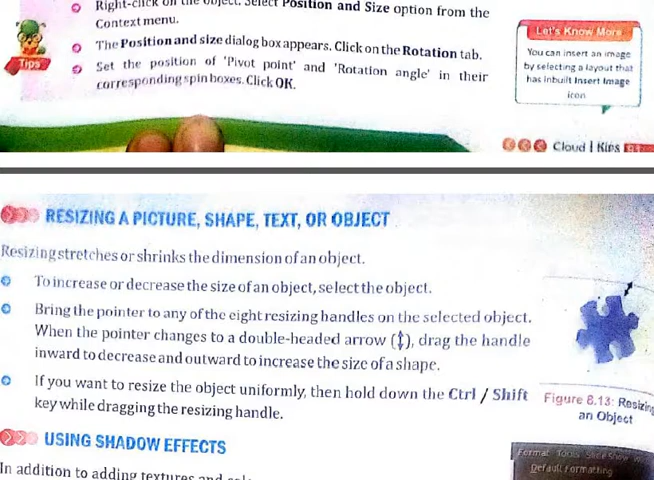 Right-click on the object. Select Position and Size option from the
Context menu.
The Position and size dialog box appears. Click on the Rotation tab.
Set the position of 'Pivot point' and 'Rotation angle' in their
corresponding spin boxes. Click OK.
Tips
Let's Know More
You can insert an image
by selecting a layout that
has inbuilt Insert Image
icon
Cloud | Kips
RESIZING A PICTURE, SHAPE, TEXT, OR OBJECT
Resizing stretches or shrinks the dimension of an object.
To increase or decrease the size of an object, select the object.
Bring the pointer to any of the eight resizing handles on the selected object.
When the pointer changes to a double-headed arrow (↕), drag the handle
inward to decrease and outward to increase the size of a shape.
If you want to resize the object uniformly, then hold down the Ctrl / Shift
key while dragging the resizing handle.
Figure 8.13: Resizing
an Object
USING SHADOW EFFECTS
In addition to adding textures and
Format Tools Slide Show
Default Formatting